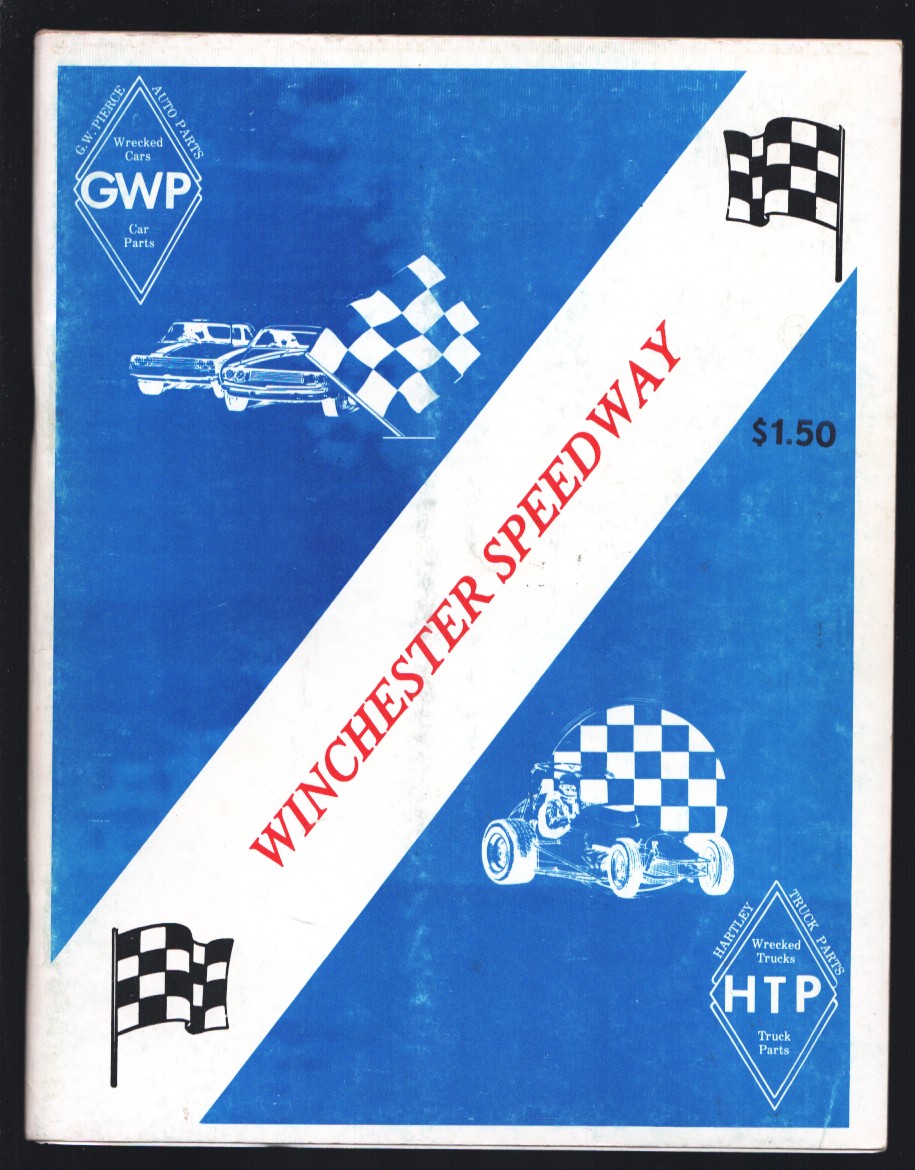 G.W. PIERCE
AUTO PARTS
Wrecked
Cars
GWP
Car
Parts
$1.50
WINCHESTER SPEEDWAY
HARTLEY
TRUCK PARTS
Wrecked
Trucks
HTP
Truck
Parts